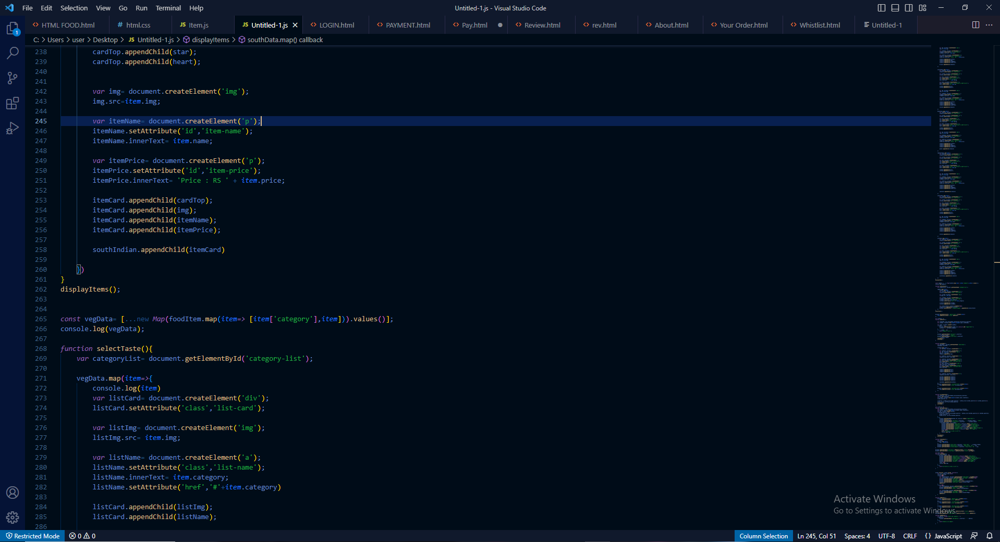 File Edit Selection View Go Run Terminal Help
Untitled-1.js - Visual Studio Code
HTML FOOD.html # html.css JS Item.js JS Untitled-1.js LOGIN.html PAYMENT.html Pay.html Review.html rev.html About.html Your Order.html Whistlist.html Untitled-1
C: > Users > user > Desktop > JS Untitled-1.js > displayItems > southData.map() callback
238 cardTop.appendChild(star);
239 cardTop.appendChild(heart);
240
241
242 var img= document.createElement('img');
243 img.src=item.img;
244
245 var itemName= document.createElement('p');
246 itemName.setAttribute('id','item-name');
247 itemName.innerText= item.name;
248
249 var itemPrice= document.createElement('p');
250 itemPrice.setAttribute('id','item-price');
251 itemPrice.innerText= 'Price : RS ' + item.price;
252
253 itemCard.appendChild(cardTop);
254 itemCard.appendChild(img);
255 itemCard.appendChild(itemName);
256 itemCard.appendChild(itemPrice);
257
258 southIndian.appendChild(itemCard)
259
260 })
261 }
262 displayItems();
263
264
265 const vegData= [...new Map(foodItem.map(item=> [item['category'],item])).values()];
266 console.log(vegData);
267
268 function selectTaste(){
269 var categoryList= document.getElementById('category-list');
270
271 vegData.map(item=>{
272 console.log(item)
273 var listCard= document.createElement('div');
274 listCard.setAttribute('class','list-card');
275
276 var listImg= document.createElement('img');
277 listImg.src= item.img;
278
279 var listName= document.createElement('a');
280 listName.setAttribute('class','list-name');
281 listName.innerText= item.category;
282 listName.setAttribute('href','#'+item.category)
283
284 listCard.appendChild(listImg);
285 listCard.appendChild(listName);
286
1
Activate Windows
Go to Settings to activate Windows.
Restricted Mode 0 0 Column Selection Ln 245, Col 51 Spaces: 4 UTF-8 CRLF {} JavaScript